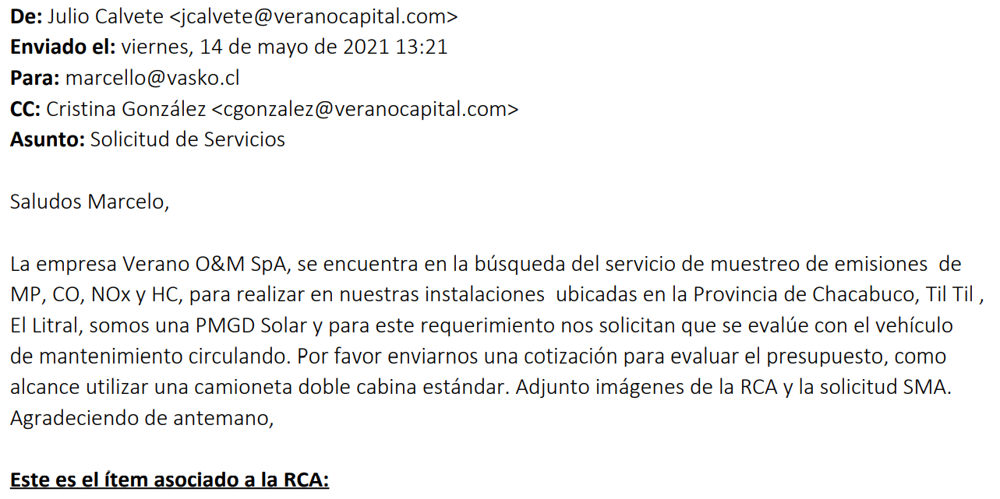 De: Julio Calvete <jcalvete@veranocapital.com>
Enviado el: viernes, 14 de mayo de 2021 13:21
Para: marcello@vasko.cl
CC: Cristina González <cgonzalez@veranocapital.com>
Asunto: Solicitud de Servicios
Saludos Marcelo,
La empresa Verano O&M SpA, se encuentra en la búsqueda del servicio de muestreo de emisiones  de
MP, CO, NOx y HC, para realizar en nuestras instalaciones  ubicadas en la Provincia de Chacabuco, Til Til ,
El Litral, somos una PMGD Solar y para este requerimiento nos solicitan que se evalúe con el vehículo
de mantenimiento circulando. Por favor enviarnos una cotización para evaluar el presupuesto, como
alcance utilizar una camioneta doble cabina estándar. Adjunto imágenes de la RCA y la solicitud SMA.
Agradeciendo de antemano,
Este es el ítem asociado a la RCA: